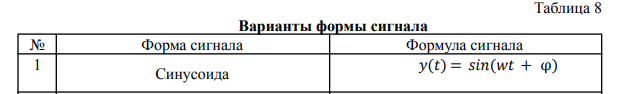 Таблица 8
Варианты формы сигнала
№ Форма сигнала Формула сигнала
1 Синусоида y(t) = sin(wt + φ)